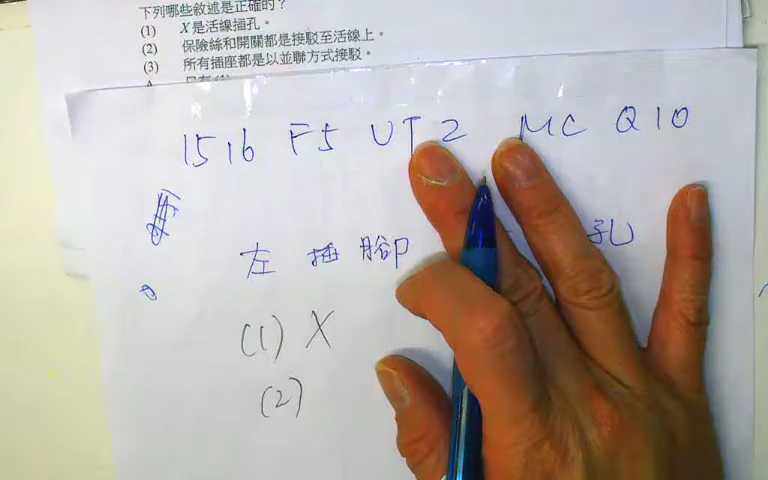 下列哪些敘述是正確的？
(1) X是活線插孔。
(2) 保險絲和開關都是接駁至活線上。
(3) 所有插座都是以並聯方式接駁。
1516 F5 UT2 MC Q10
左 插 腳 孔
(1) X
(2)